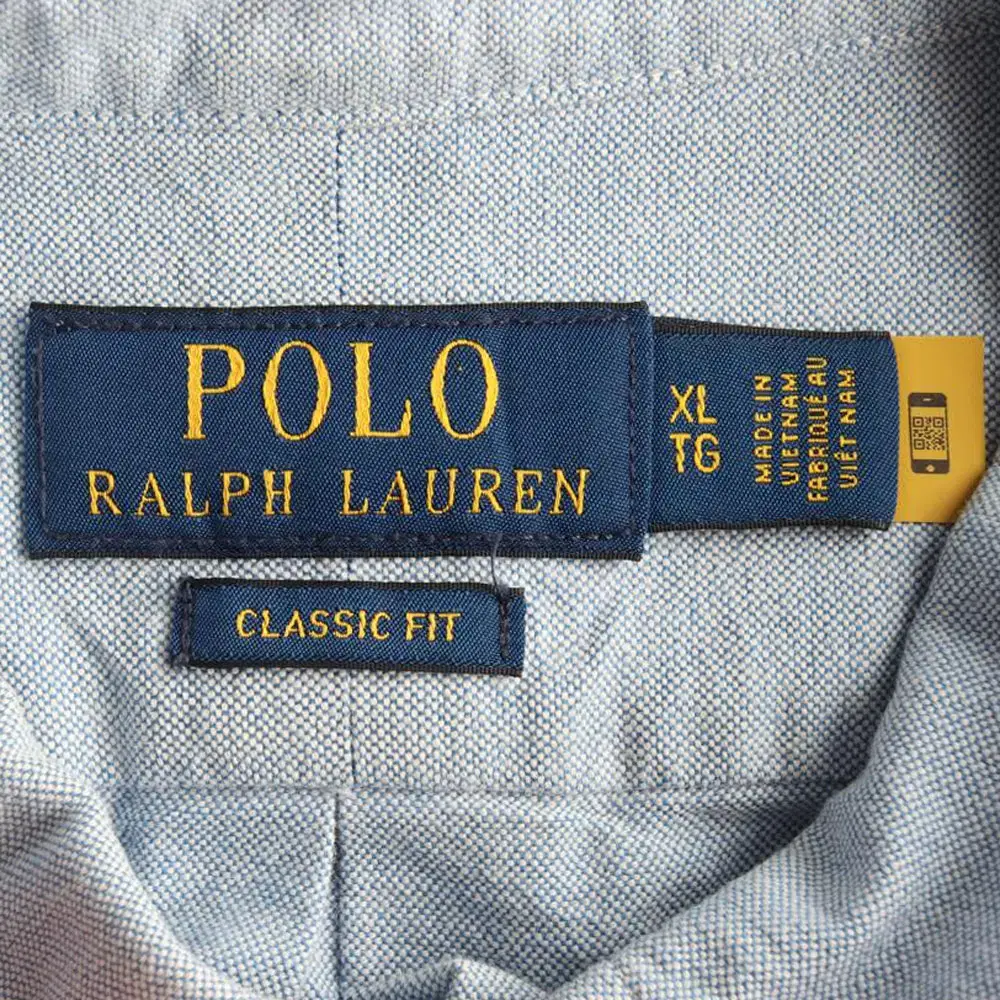 POLO
RALPH LAUREN
XL
TG
MADE IN
VIETNAM
FABRIQUÉ AU
VIÊT NAM
CLASSIC FIT